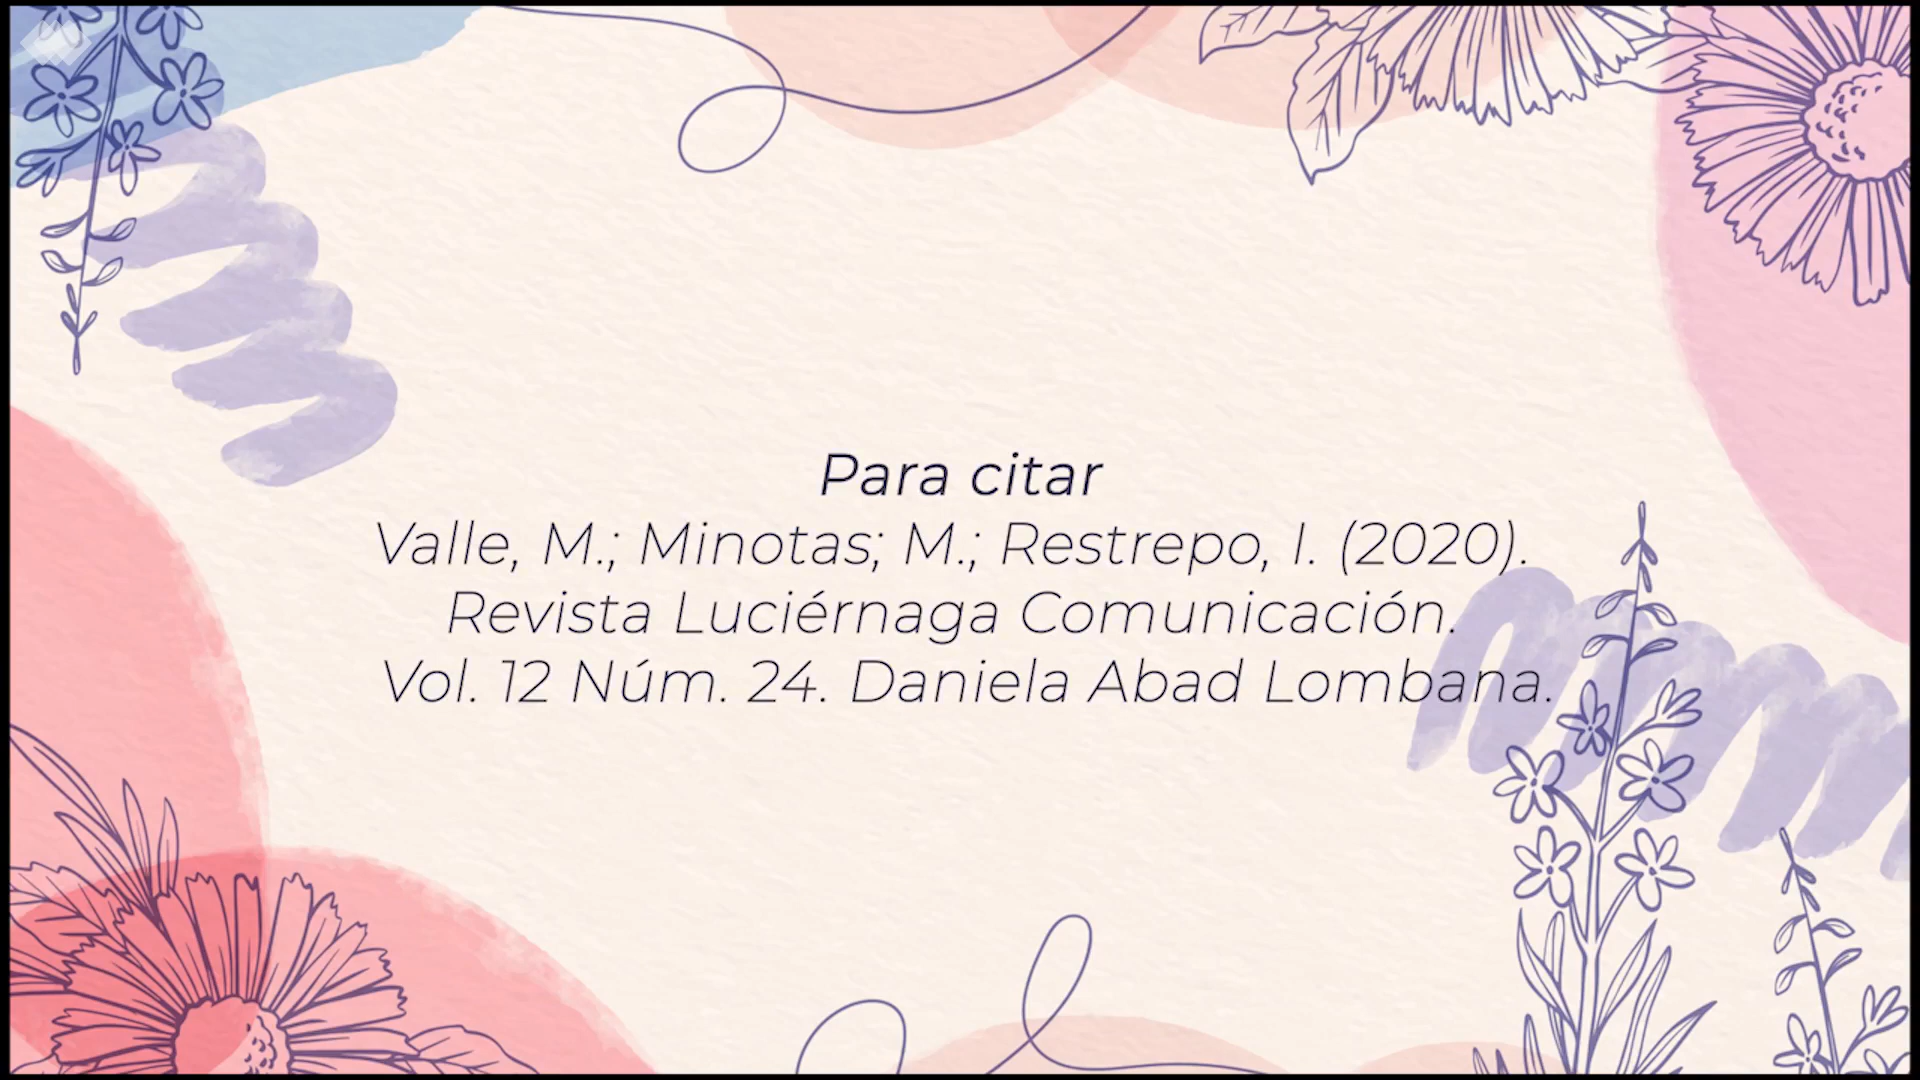 Para citar
Valle, M.; Minotas; M.; Restrepo, I. (2020).
Revista Luciérnaga Comunicación.
Vol. 12 Núm. 24. Daniela Abad Lombana.